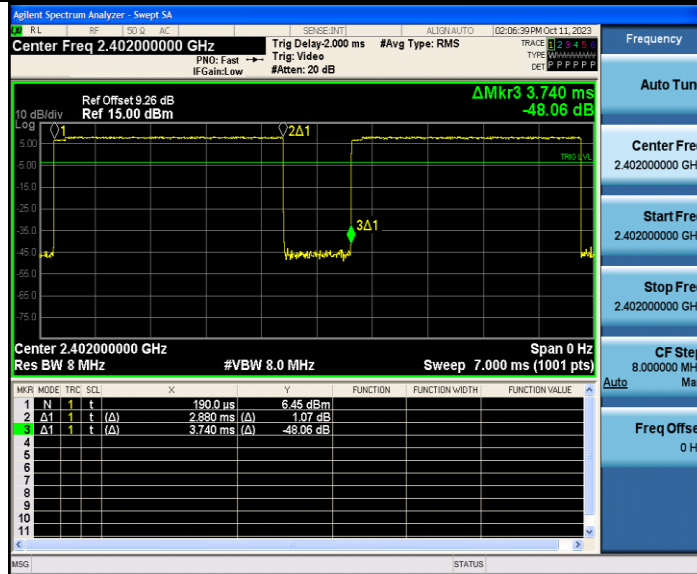 Agilent Spectrum Analyzer - Swept SA
RL RF 50 Ω AC SENSE:INT ALIGN AUTO 02:06:39 PM Oct 11, 2023
Center Freq 2.402000000 GHz
PNO: Fast
IFGain:Low
Trig Delay-2.000 ms
Trig: Video
#Atten: 20 dB
#Avg Type: RMS
TRACE 1 2 3 4 5 6
TYPE
DET P P P P P P
Ref Offset 9.26 dB
10 dB/div Ref 15.00 dBm
Log
ΔMkr3 3.740 ms
-48.06 dB
1
2Δ1
5.00
TRIG LVL
-5.00
-15.0
-25.0
3Δ1
-35.0
-45.0
-55.0
-65.0
-75.0
Center 2.402000000 GHz Span 0 Hz
Res BW 8 MHz #VBW 8.0 MHz Sweep 7.000 ms (1001 pts)
MKR MODE TRC SCL X Y FUNCTION FUNCTION WIDTH FUNCTION VALUE
1 N 1 t 190.0 µs 6.45 dBm
2 Δ1 1 t (Δ) 2.880 ms (Δ) 1.07 dB
3 Δ1 1 t (Δ) 3.740 ms (Δ) -48.06 dB
4
5
6
7
8
9
10
11
MSG STATUS
Frequency
Auto Tun
Center Fre
2.402000000 GH
Start Fre
2.402000000 GH
Stop Fre
2.402000000 GH
CF Step
8.000000 MH
Auto Ma
Freq Offse
0 H